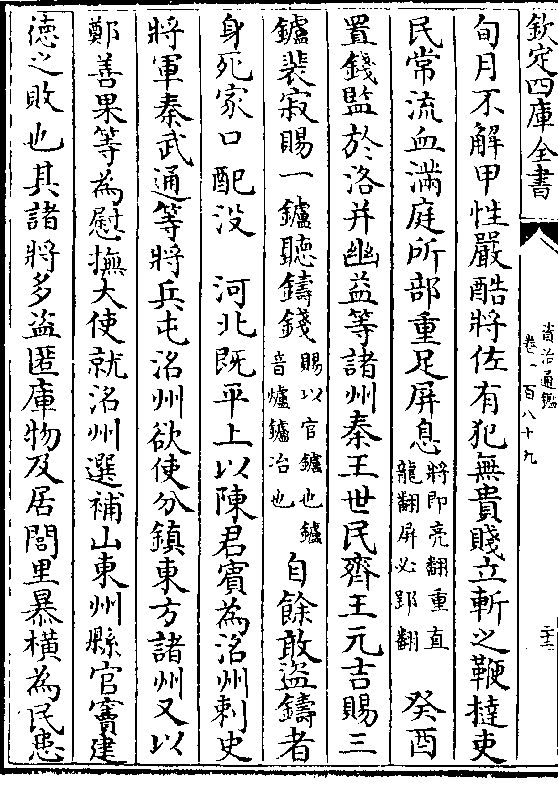 欽定四庫全書
資治通鑑
卷一百八十九
二十二
旬月不解甲性嚴酷將佐有犯無貴賤立斬之鞭撻吏
民常流血滿庭所部重足屏息將即亮翻重直龍翻屏必郢翻 癸酉
置錢監於洛并幽益等諸州秦王世民齊王元吉賜三
鑪裴寂賜一鑪聽鑄錢賜以官鑪也鑪音爐鑪冶也自餘敢盜鑄者
身死家口配没 河北既平上以陳君賓為洺州刺史
將軍秦武通等將兵屯洺州欲使分鎮東方諸州又以
鄭善果等為慰撫大使就洺州選補山東州縣官竇建
徳之敗也其諸將多盜匿庫物及居閭里暴橫為民患